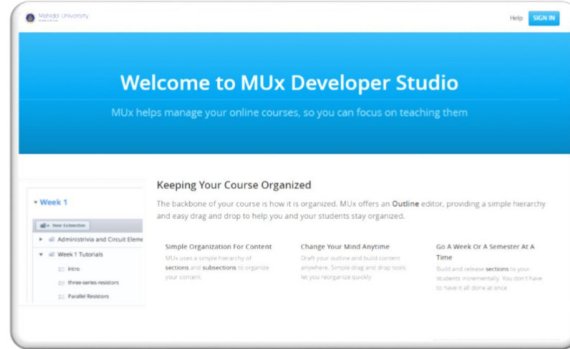 Mahidol University
Help
SIGN IN
Welcome to MUx Developer Studio
MUx helps manage your online courses, so you can focus on teaching them
Keeping Your Course Organized
The backbone of your course is how it is organized. MUx offers an Outline editor, providing a simple hierarchy
and easy drag and drop to help you and your students stay organized.
Week 1
New Subsection
Administrivia and Circuit Eleme
Week 1 Tutorials
Intro
three-series-resistors
Parallel Resistors
Simple Organization For Content
MUx uses a simple hierarchy of
sections and subsections to organize
your content.
Change Your Mind Anytime
Draft your outline and build content
anywhere. Simple drag and drop tools
let you reorganize quickly.
Go A Week Or A Semester At A
Time
Build and release sections to your
students incrementally. You don't have
to have it all done at once.